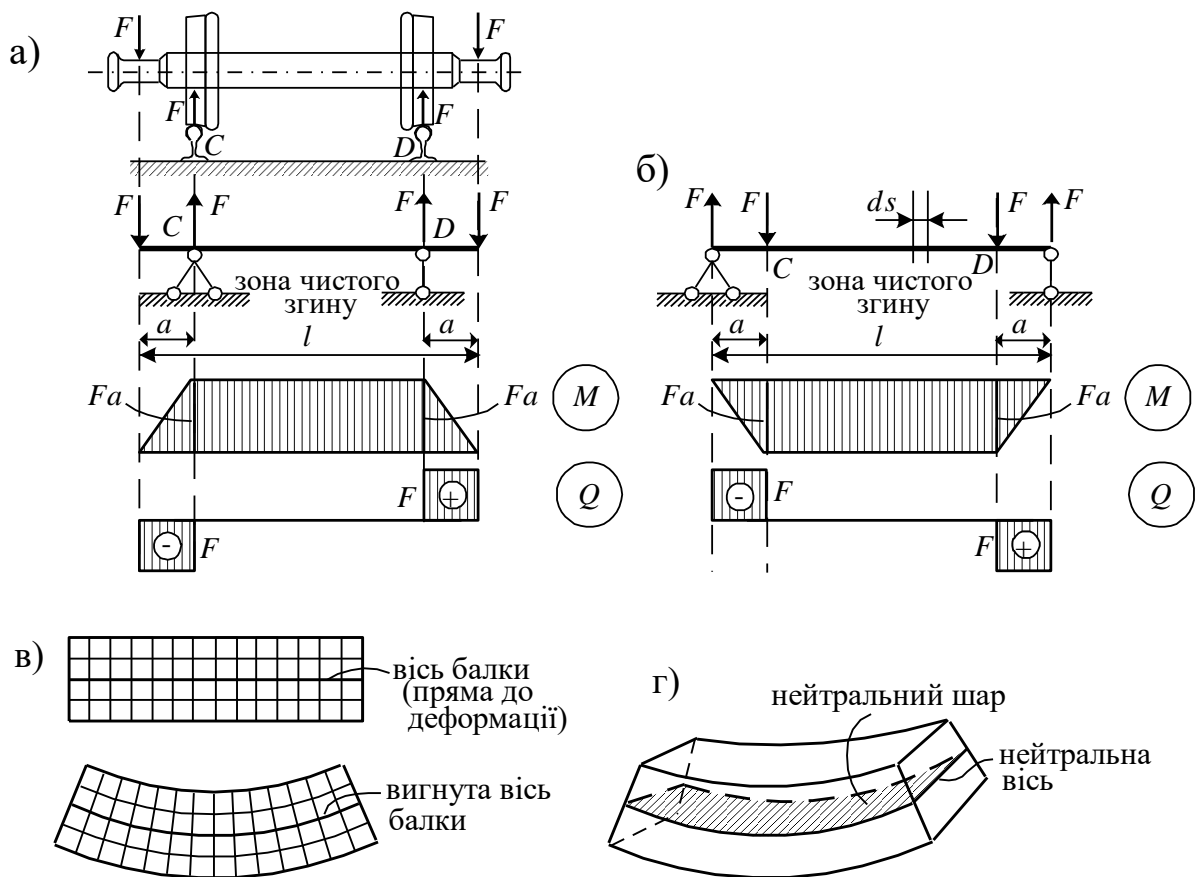 а)
F
F
F
F
C
D
F
F
F
F
C
D
зона чистого
згину
a
a
l
Fa
Fa
M
F
+
Q
-
F
б)
F
F
ds
F
F
C
D
зона чистого
згину
a
a
l
Fa
Fa
M
-
F
Q
F
+
в)
вісь балки
(пряма до
деформації)
вигнута вісь
балки
г)
нейтральний шар
нейтральна
вісь